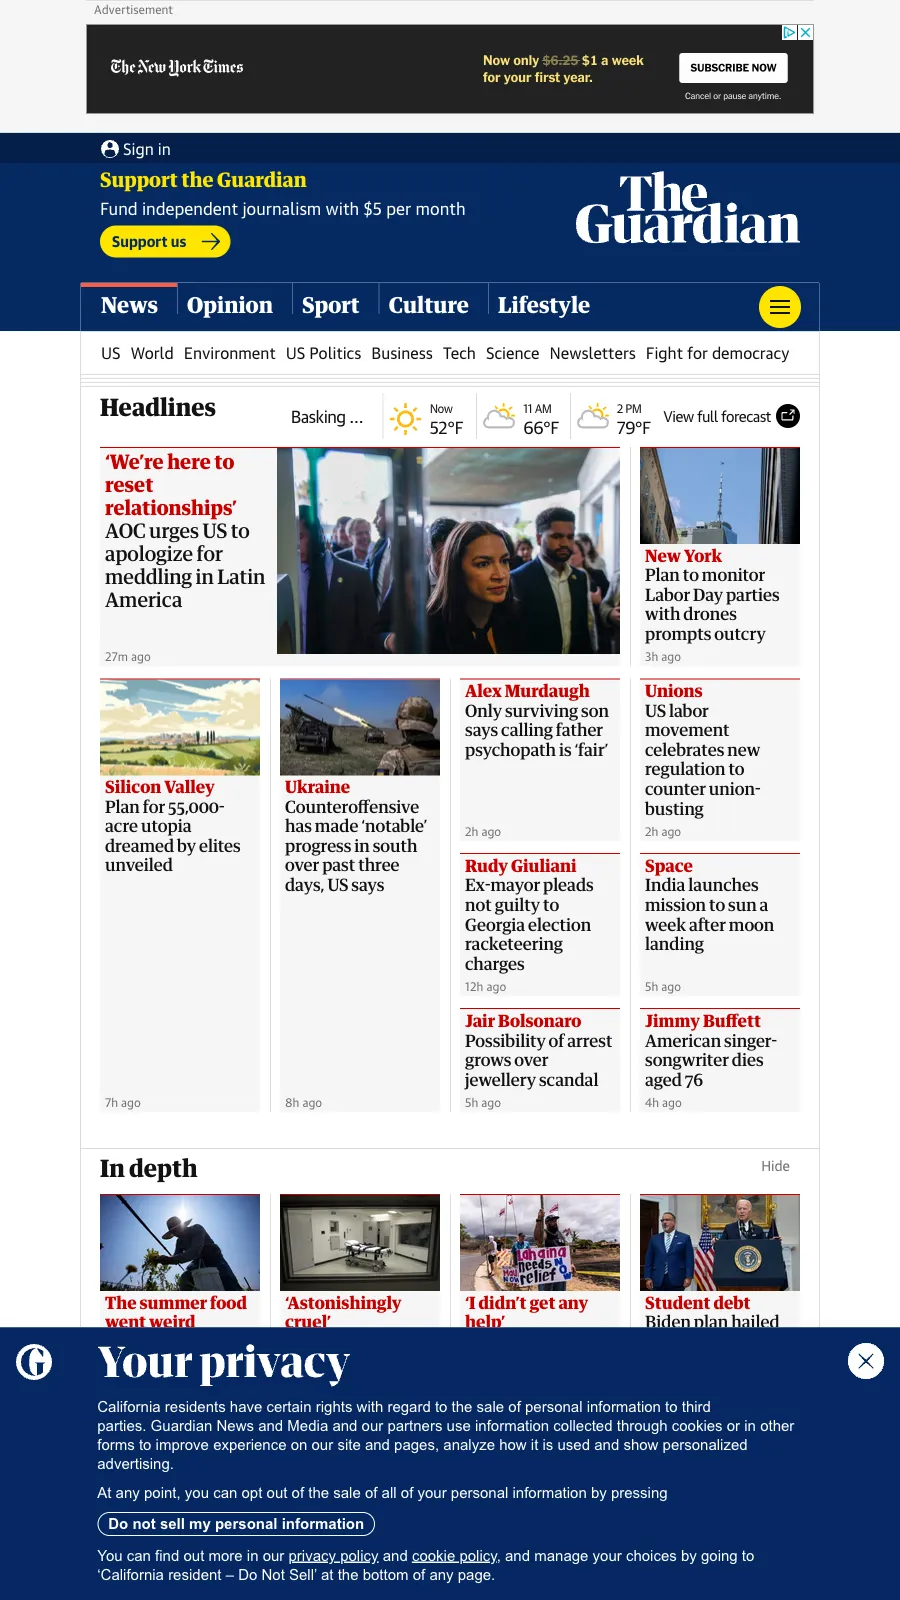 Advertisement
The New York Times
Now only $6.25 $1 a week
for your first year.
SUBSCRIBE NOW
Cancel or pause anytime.
Sign in
Support the Guardian
Fund independent journalism with $5 per month
Support us
The
Guardian
News
Opinion
Sport
Culture
Lifestyle
US World Environment US Politics Business Tech Science Newsletters Fight for democracy
Headlines
Basking ...
Now
52°F
11 AM
66°F
2 PM
79°F
View full forecast
‘We’re here to
reset
relationships’
AOC urges US to
apologize for
meddling in Latin
America
27m ago
New York
Plan to monitor
Labor Day parties
with drones
prompts outcry
3h ago
Silicon Valley
Plan for 55,000-
acre utopia
dreamed by elites
unveiled
7h ago
Ukraine
Counteroffensive
has made ‘notable’
progress in south
over past three
days, US says
8h ago
Alex Murdaugh
Only surviving son
says calling father
psychopath is ‘fair’
2h ago
Unions
US labor
movement
celebrates new
regulation to
counter union-
busting
2h ago
Rudy Giuliani
Ex-mayor pleads
not guilty to
Georgia election
racketeering
charges
12h ago
Space
India launches
mission to sun a
week after moon
landing
5h ago
Jair Bolsonaro
Possibility of arrest
grows over
jewellery scandal
5h ago
Jimmy Buffett
American singer-
songwriter dies
aged 76
4h ago
In depth
Hide
Lahaina
needs
relief
NOW
The summer food
went weird
‘Astonishingly
cruel’
‘I didn’t get any
help’
Student debt
Biden plan hailed
Your privacy
California residents have certain rights with regard to the sale of personal information to third
parties. Guardian News and Media and our partners use information collected through cookies or in other
forms to improve experience on our site and pages, analyze how it is used and show personalized
advertising.
At any point, you can opt out of the sale of all of your personal information by pressing
Do not sell my personal information
You can find out more in our privacy policy and cookie policy, and manage your choices by going to
‘California resident – Do Not Sell’ at the bottom of any page.